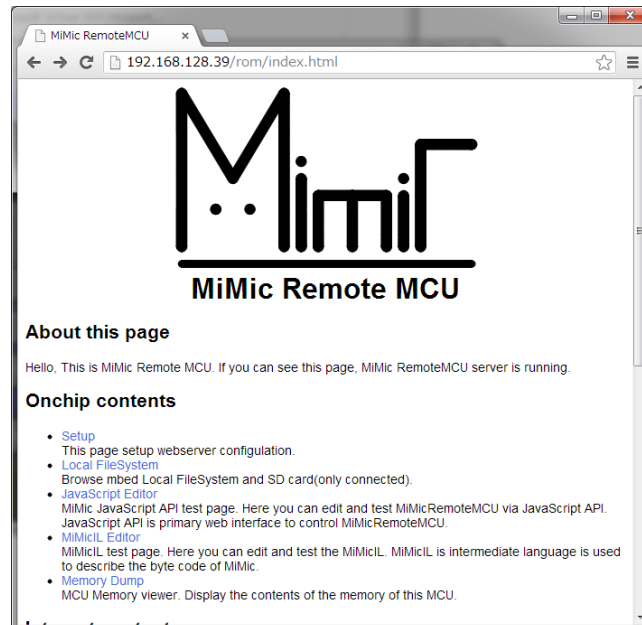 MiMic RemoteMCU
192.168.128.39/rom/index.html
MiMic
MiMic Remote MCU
About this page
Hello, This is MiMic Remote MCU. If you can see this page, MiMic RemoteMCU server is running.
Onchip contents
Setup
This page setup webserver configulation.
Local FileSystem
Browse mbed Local FileSystem and SD card(only connected).
JavaScript Editor
MiMic JavaScript API test page. Here you can edit and test MiMicRemoteMCU via JavaScript API.
JavaScript API is primary web interface to control MiMicRemoteMCU.
MiMicIL Editor
MiMicIL test page. Here you can edit and test the MiMicIL. MiMicIL is intermediate language is used
to describe the byte code of MiMic.
Memory Dump
MCU Memory viewer. Display the contents of the memory of this MCU.